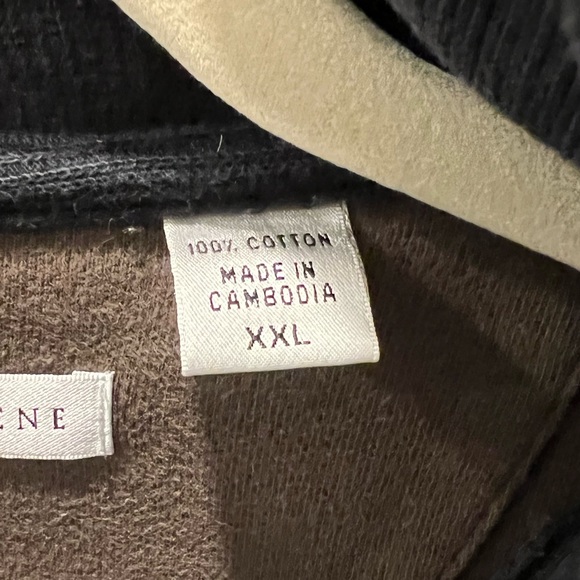 100% COTTON
MADE IN
CAMBODIA
XXL
ENE